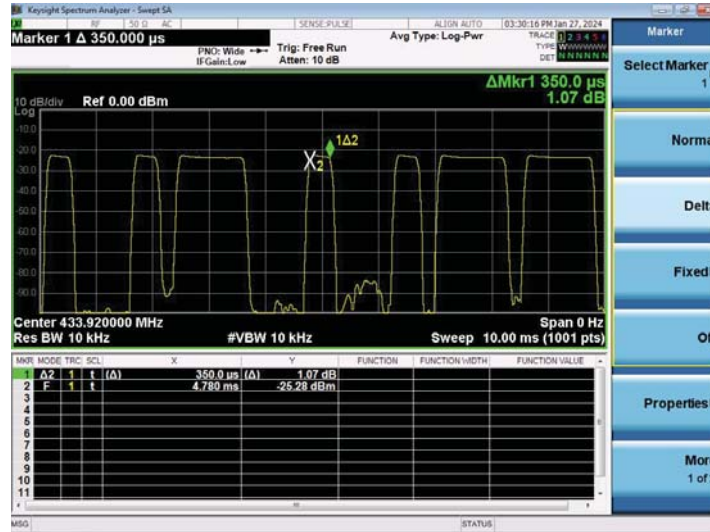 Keysight Spectrum Analyzer - Swept SA
RF 50 Ω AC SENSE:PULSE ALIGN AUTO 03:30:16 PM Jan 27, 2024
Marker 1 Δ 350.000 µs
PNO: Wide
IFGain:Low
Trig: Free Run
Atten: 10 dB
Avg Type: Log-Pwr
TRACE 1 2 3 4 5 6
TYPE WWWWWW
DET N N N N N N
ΔMkr1 350.0 µs
1.07 dB
10 dB/div Ref 0.00 dBm
Log
-10.0
-20.0
-30.0
-40.0
-50.0
-60.0
-70.0
-80.0
-90.0
1Δ2
X2
Center 433.920000 MHz Span 0 Hz
Res BW 10 kHz #VBW 10 kHz Sweep 10.00 ms (1001 pts)
MKR MODE TRC SCL X Y FUNCTION FUNCTION WIDTH FUNCTION VALUE
1 Δ2 1 t (Δ) 350.0 µs (Δ) 1.07 dB
2 F 1 t 4.780 ms -25.28 dBm
3
4
5
6
7
8
9
10
11
MSG STATUS
Marker
Select Marker
1
Norma
Delt
Fixed
Of
Properties
Mor
1 of